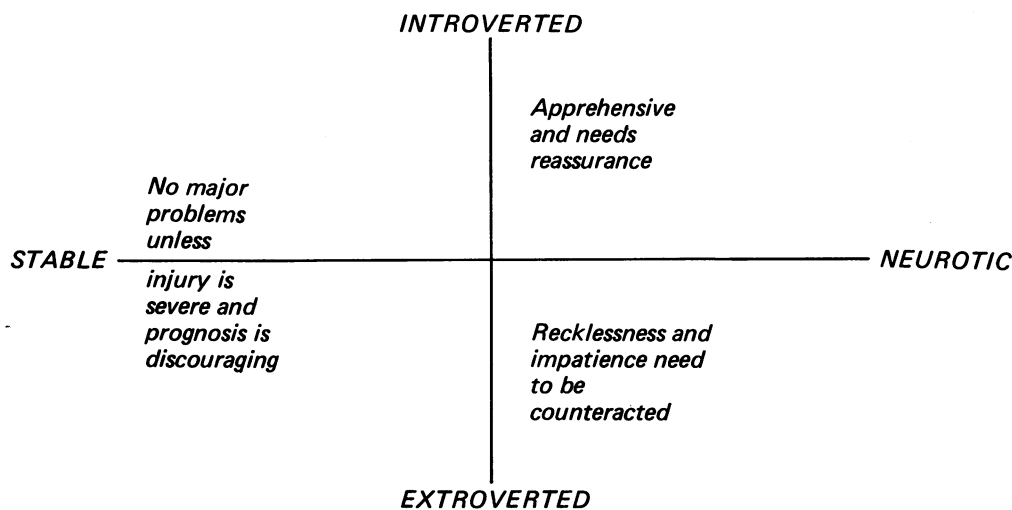 INTROVERTED
Apprehensive
and needs
reassurance
No major
problems
unless
STABLE
NEUROTIC
injury is
severe and
prognosis is
discouraging
Recklessness and
impatience need
to be
counteracted
EXTROVERTED